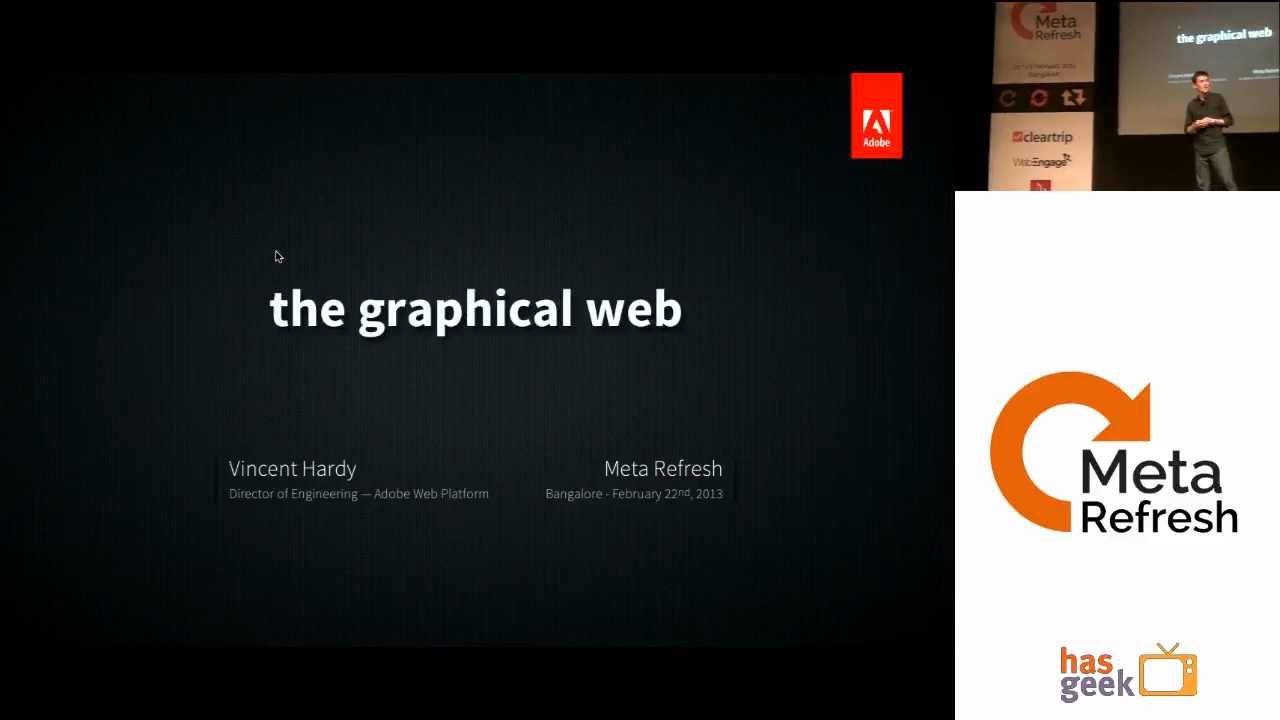 Adobe
the graphical web
Vincent Hardy
Director of Engineering — Adobe Web Platform
Meta Refresh
Bangalore - February 22nd, 2013
Meta
Refresh
the graphical web
cleartrip
WebEngage
Meta
Refresh
has
geek